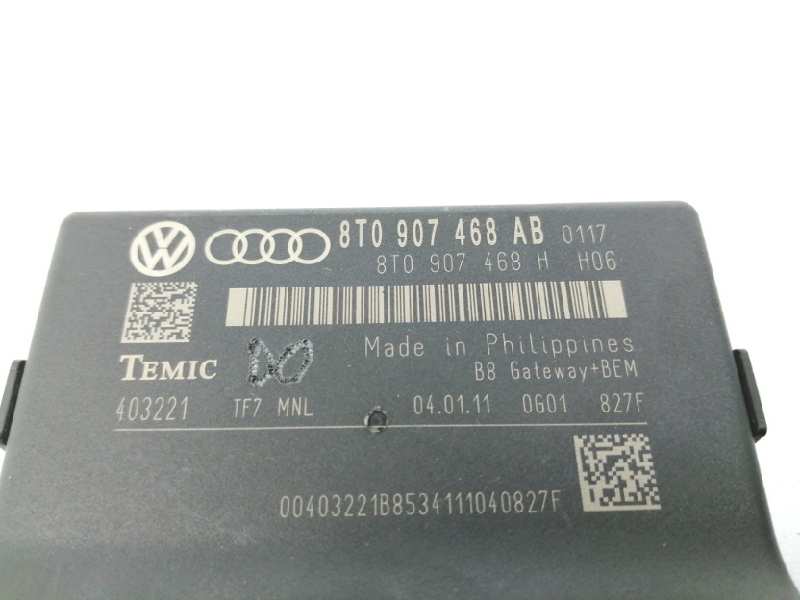 8T0 907 468 AB 0117
8T0 907 468 H H06
TEMIC Made in Philippines
B8 Gateway+BEM
403221 TF7 MNL 04.01.11 0G01 827F
00403221B8534111040827F